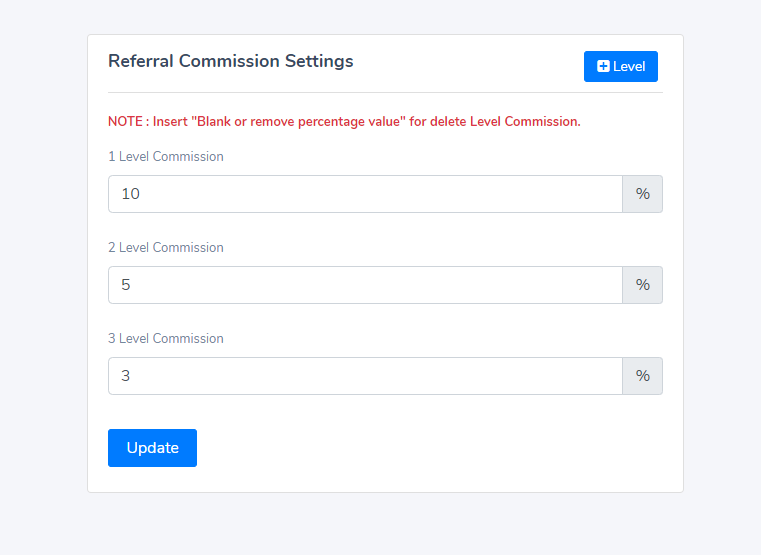 Referral Commission Settings
Level
NOTE : Insert "Blank or remove percentage value" for delete Level Commission.
1 Level Commission
10 %
2 Level Commission
5 %
3 Level Commission
3 %
Update